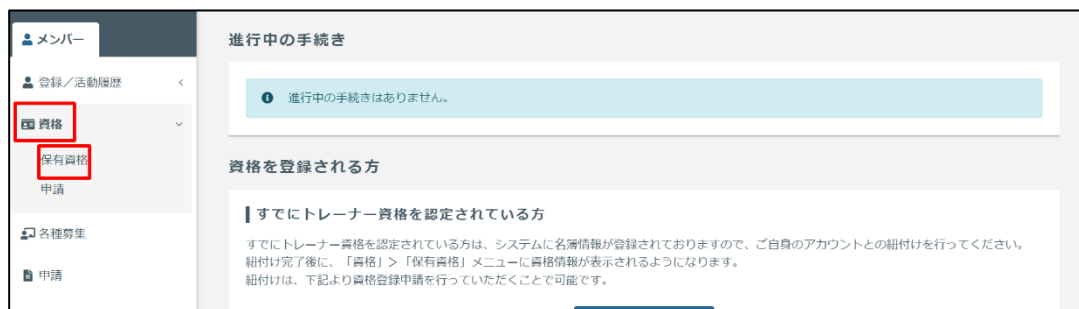 メンバー
登録／活動履歴
資格
保有資格
申請
各種募集
申請
進行中の手続き
進行中の手続きはありません。
資格を登録される方
すでにトレーナー資格を認定されている方
すでにトレーナー資格を認定されている方は、システムに名簿情報が登録されておりますので、ご自身のアカウントとの紐付けを行ってください。
紐付け完了後に、「資格」＞「保有資格」メニューに資格情報が表示されるようになります。
紐付けは、下記より資格登録申請を行っていただくことで可能です。